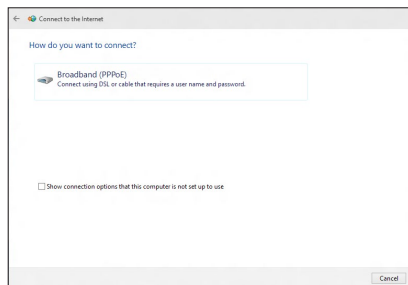 Connect to the Internet
How do you want to connect?
Broadband (PPPoE)
Connect using DSL or cable that requires a user name and password.
Show connection options that this computer is not set up to use
Cancel